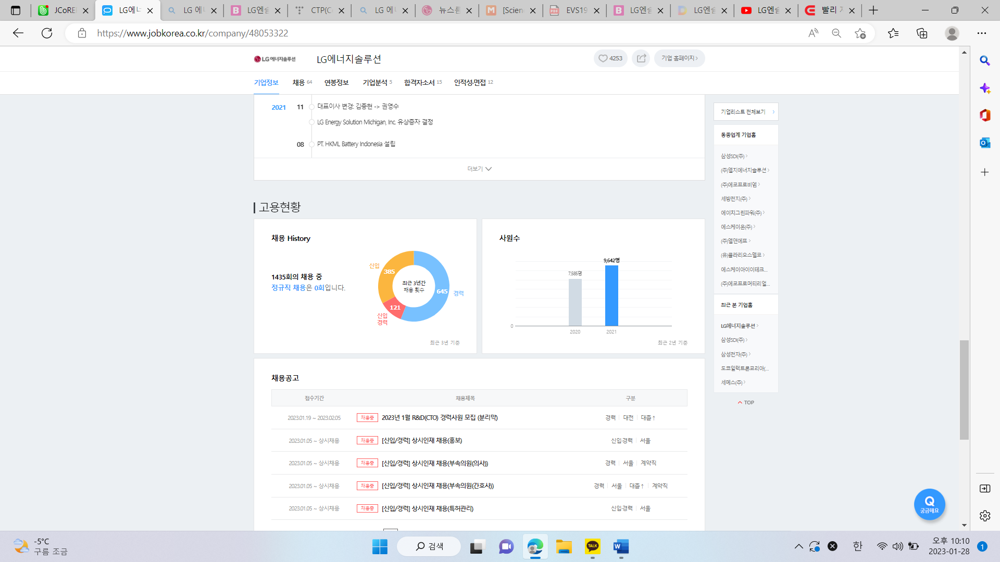 JCoRE
LG에너
LG 에너
LG엔솔
CTP(Ce
LG 에너
뉴스룸
[Scienc
EVS19
LG엔솔
LG엔솔
LG엔솔
빨리 지
https://www.jobkorea.co.kr/company/48053322
LG에너지솔루션
LG에너지솔루션
4253
기업 홈페이지
기업정보
채용 64
연봉정보
기업분석 5
합격자소서 15
인적성·면접 12
2021
11
대표이사 변경: 김종현 -> 권영수
LG Energy Solution Michigan, Inc. 유상증자 결정
08
PT. HKML Battery Indonesia 설립
더보기
고용현황
채용 History
1435회의 채용 중
정규직 채용은 0회입니다.
신입
385
최근 3년간
채용 횟수
645
경력
121
신입
경력
최근 3년 기준
사원수
9,642명
7,585명
0
2020
2021
최근 2년 기준
채용공고
접수기간
채용제목
구분
2023.01.19 ~ 2023.02.05
채용중
2023년 1월 R&D(CTO) 경력사원 모집 (분리막)
경력
대전
대졸↑
2023.01.05 ~ 상시채용
채용중
[신입/경력] 상시인재 채용(홍보)
신입·경력
서울
2023.01.05 ~ 상시채용
채용중
[신입/경력] 상시인재 채용(부속의원(의사))
경력
서울
계약직
2023.01.05 ~ 상시채용
채용중
[신입/경력] 상시인재 채용(부속의원(간호사))
경력
서울
대졸↑
계약직
2023.01.05 ~ 상시채용
채용중
[신입/경력] 상시인재 채용(특허관리)
신입·경력
서울
기업리스트 전체보기
동종업계 기업홈
삼성SDI(주)
(주)엘지에너지솔루션
(주)에코프로비엠
세방전지(주)
에이치그린파워(주)
에스케이온(주)
(주)엘앤에프
(유)클라리오스델코
에스케이아이이테크...
(주)에코프로머티리얼...
최근 본 기업홈
LG에너지솔루션
삼성SDI(주)
삼성전자(주)
도쿄일렉트론코리아(...
세메스(주)
TOP
Q
궁금해요
-5°C
구름 조금
검색
TALK
한
오후 10:10
2023-01-28
1